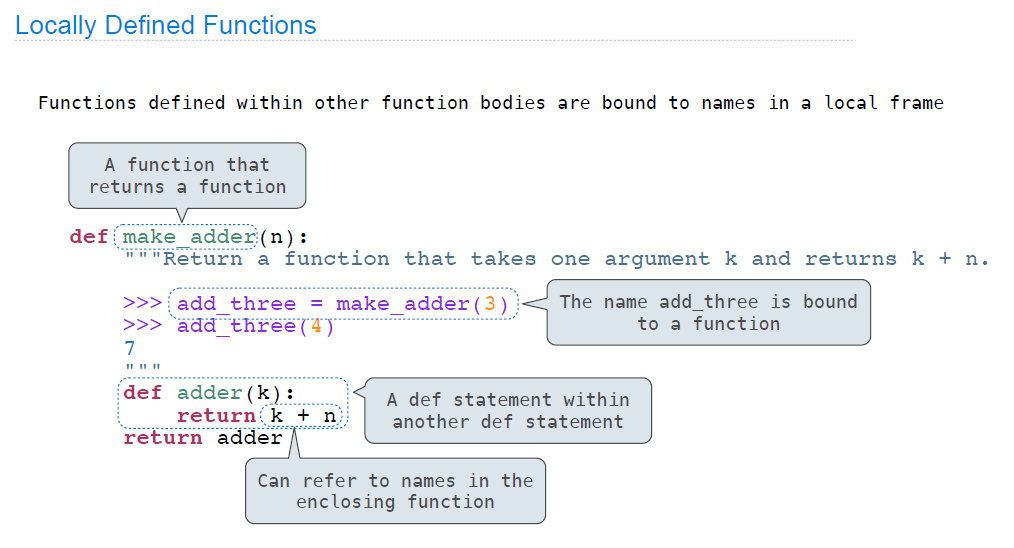 Locally Defined Functions
Functions defined within other function bodies are bound to names in a local frame
A function that
returns a function
def make_adder(n):
"""Return a function that takes one argument k and returns k + n.
>>> add_three = make_adder(3)
The name add_three is bound
to a function
>>> add_three(4)
7
"""
def adder(k):
return k + n
A def statement within
another def statement
return adder
Can refer to names in the
enclosing function